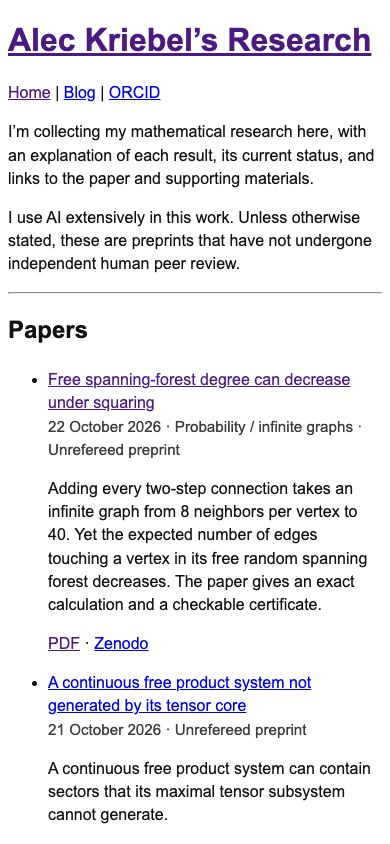 Alec Kriebel’s Research
Home | Blog | ORCID
I’m collecting my mathematical research here, with
an explanation of each result, its current status, and
links to the paper and supporting materials.
I use AI extensively in this work. Unless otherwise
stated, these are preprints that have not undergone
independent human peer review.
Papers
• Free spanning-forest degree can decrease
under squaring
22 October 2026 · Probability / infinite graphs ·
Unrefereed preprint
Adding every two-step connection takes an
infinite graph from 8 neighbors per vertex to
40. Yet the expected number of edges
touching a vertex in its free random spanning
forest decreases. The paper gives an exact
calculation and a checkable certificate.
PDF · Zenodo
• A continuous free product system not
generated by its tensor core
21 October 2026 · Unrefereed preprint
A continuous free product system can contain
sectors that its maximal tensor subsystem
cannot generate.